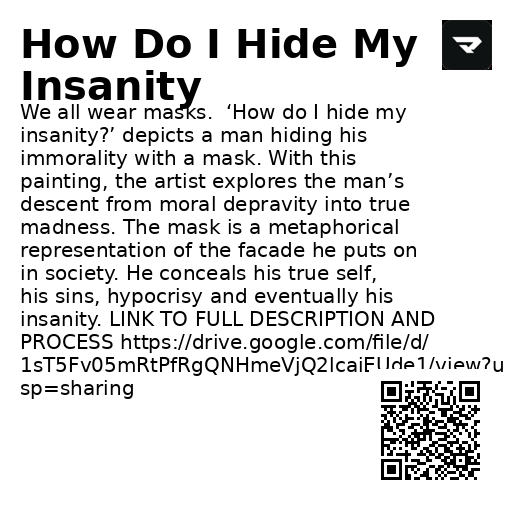 How Do I Hide My
Insanity
We all wear masks.  ‘How do I hide my
insanity?’ depicts a man hiding his
immorality with a mask. With this
painting, the artist explores the man’s
descent from moral depravity into true
madness. The mask is a metaphorical
representation of the facade he puts on
in society. He conceals his true self,
his sins, hypocrisy and eventually his
insanity. LINK TO FULL DESCRIPTION AND
PROCESS https://drive.google.com/file/d/
1sT5Fv05mRtPfRgQNHmeVjQ2lcaiFUde1/view?u
sp=sharing